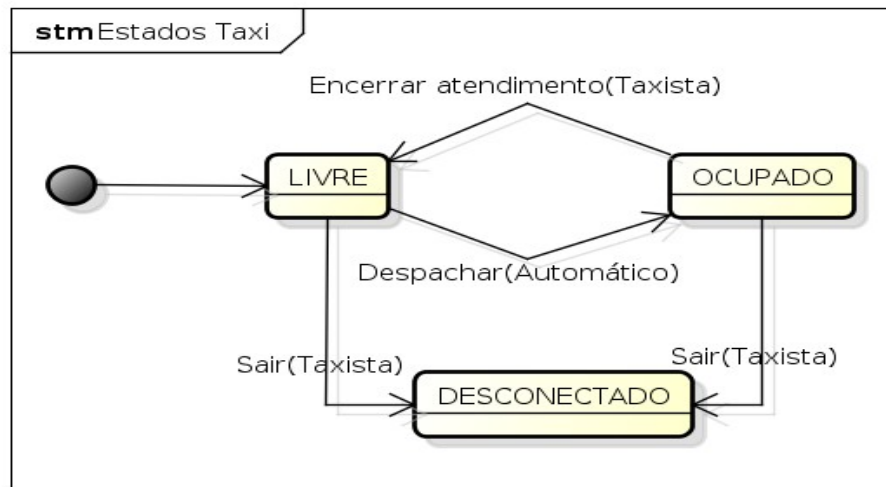 stm Estados Taxi
Encerrar atendimento(Taxista)
LIVRE
OCUPADO
Despachar(Automático)
Sair(Taxista)
Sair(Taxista)
DESCONECTADO